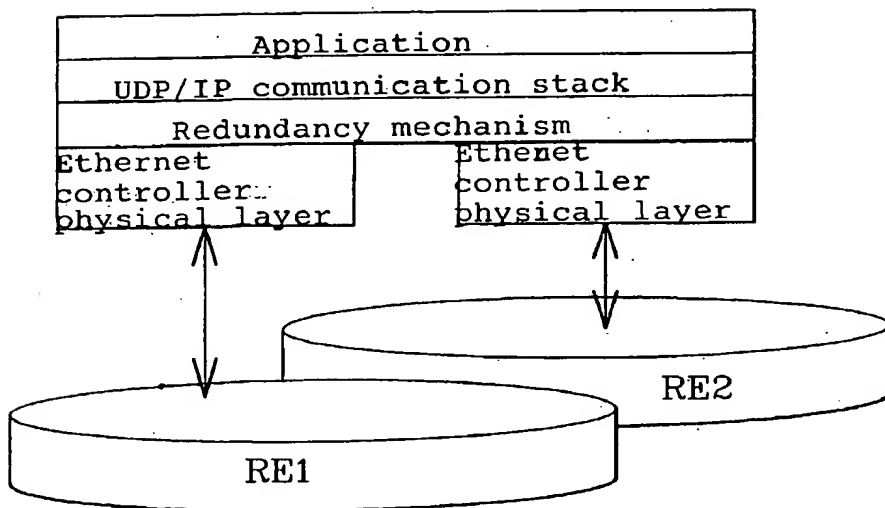 Application
UDP/IP communication stack
Redundancy mechanism
Ethernet
controller
physical layer
Ethenet
controller
physical layer
RE2
RE1